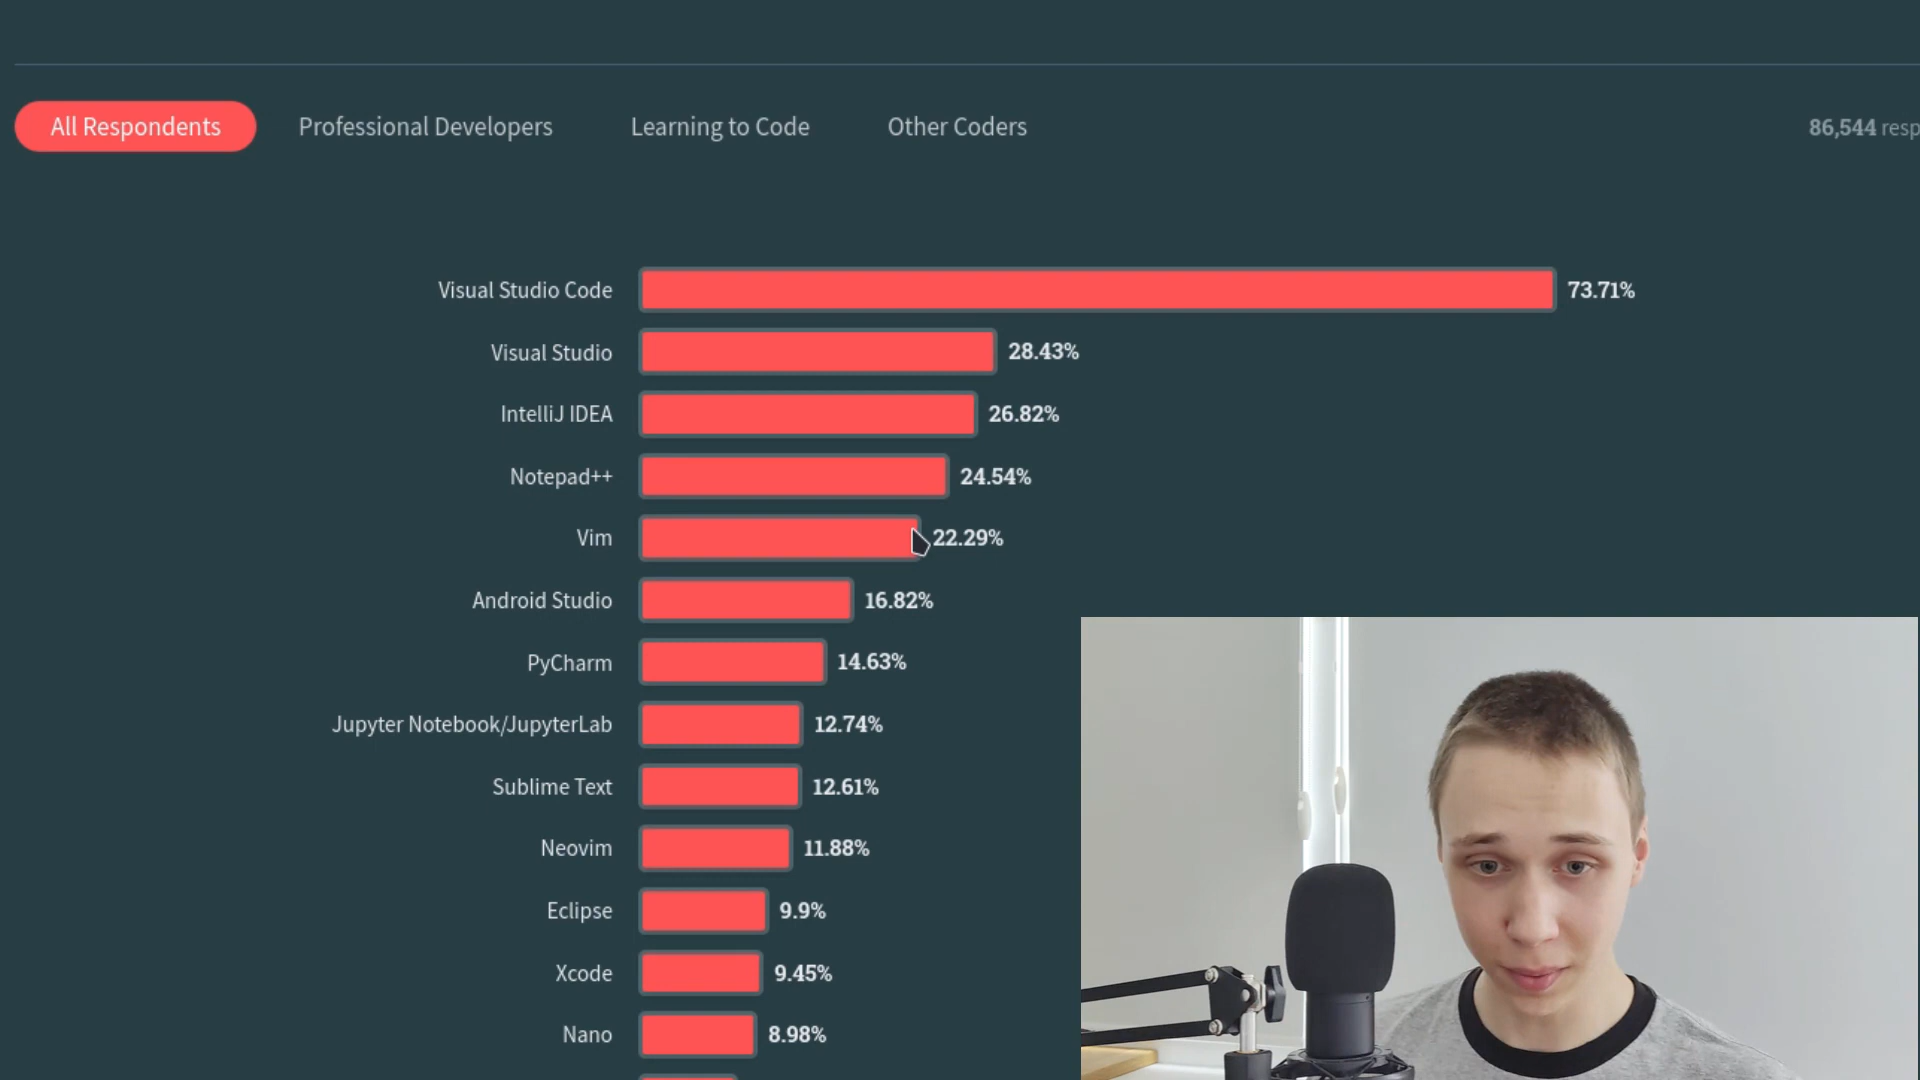 All Respondents Professional Developers Learning to Code Other Coders 86,544 resp
Visual Studio Code 73.71%
Visual Studio 28.43%
IntelliJ IDEA 26.82%
Notepad++ 24.54%
Vim 22.29%
Android Studio 16.82%
PyCharm 14.63%
Jupyter Notebook/JupyterLab 12.74%
Sublime Text 12.61%
Neovim 11.88%
Eclipse 9.9%
Xcode 9.45%
Nano 8.98%